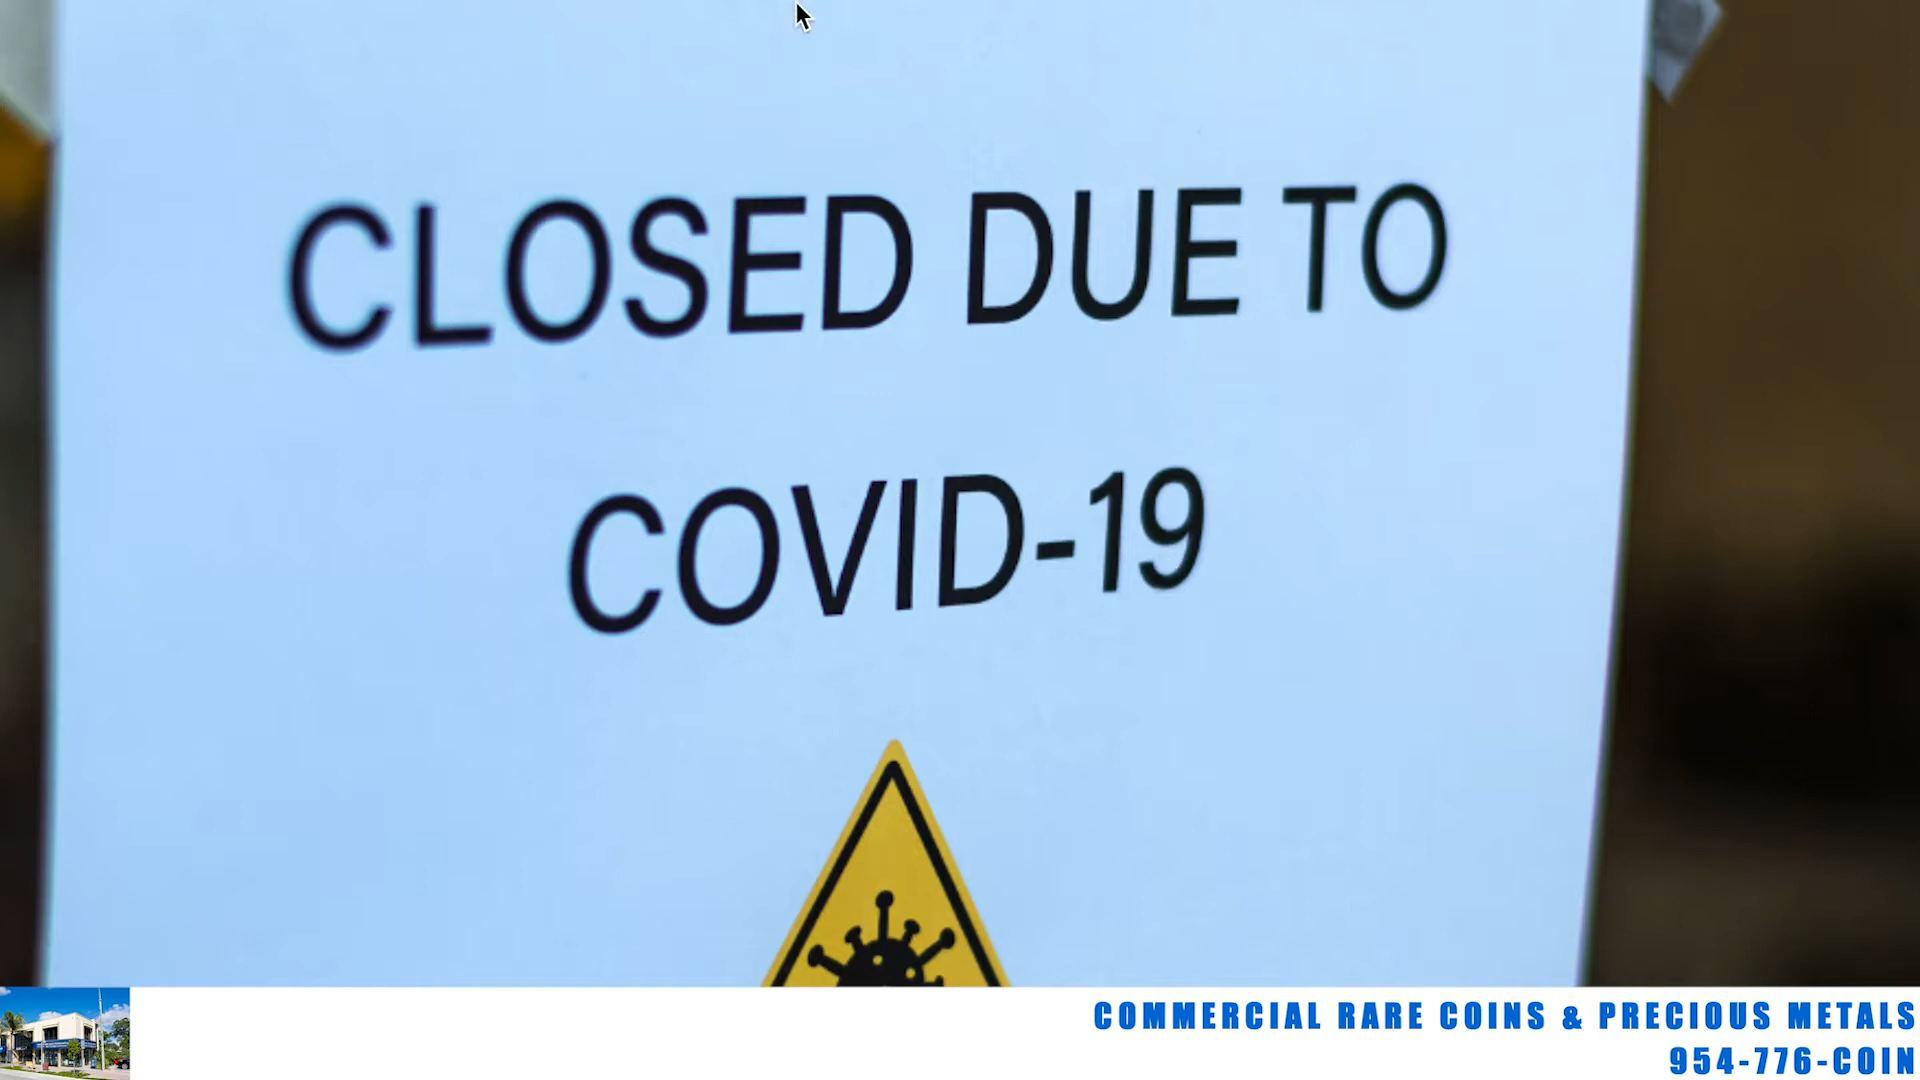 CLOSED DUE TO
COVID-19
COMMERCIAL RARE COINS & PRECIOUS METALS
954-776-COIN